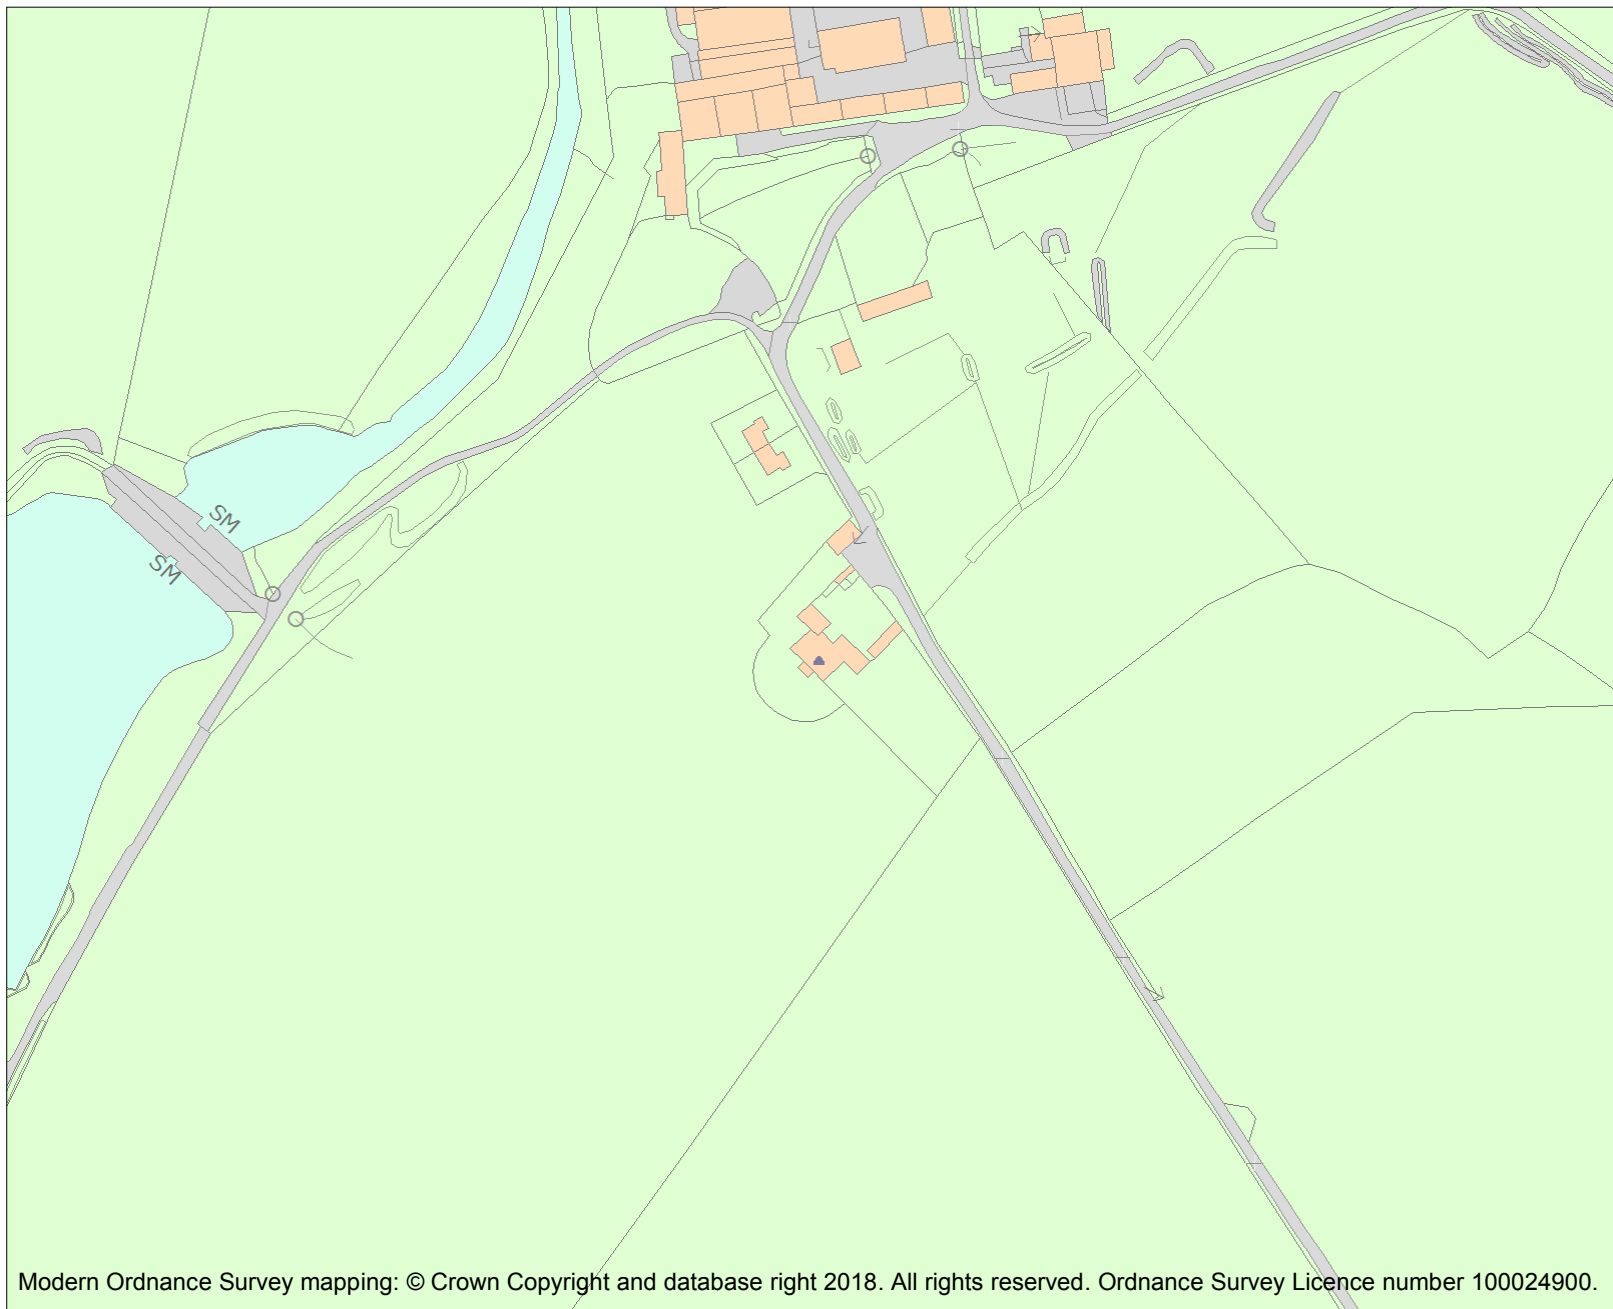 SM
SM
Modern Ordnance Survey mapping: © Crown Copyright and database right 2018. All rights reserved. Ordnance Survey Licence number 100024900.